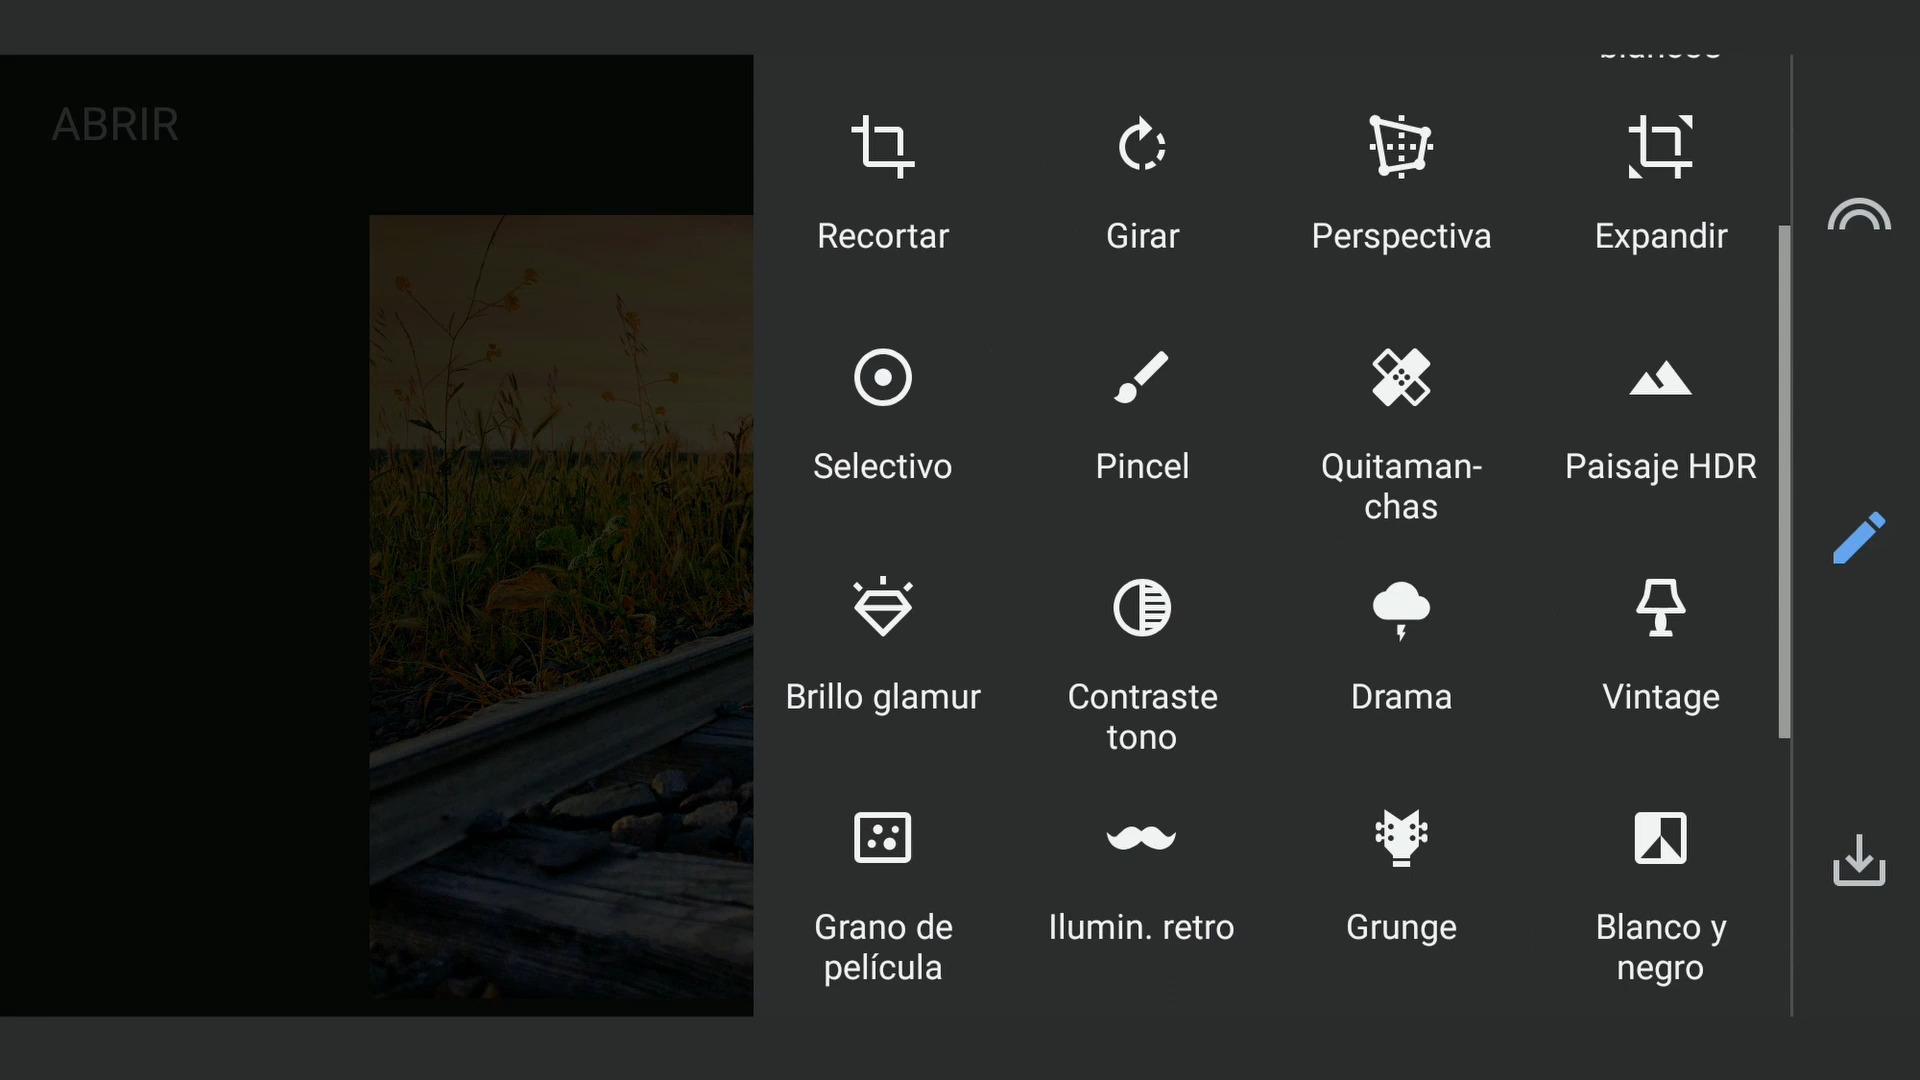 ABRIR
Recortar
Girar
Perspectiva
Expandir
Selectivo
Pincel
Quitaman-
chas
Paisaje HDR
Brillo glamur
Contraste
tono
Drama
Vintage
Grano de
película
Ilumin. retro
Grunge
Blanco y
negro